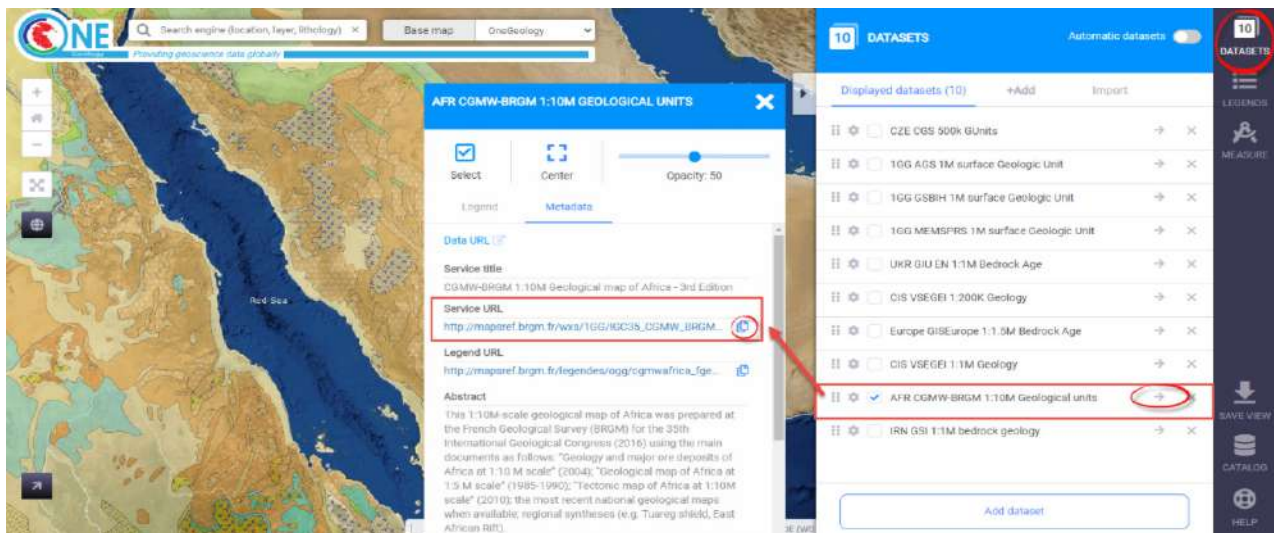 ONE
Providing geoscience data globally
Search engine (location, layer, lithology) ×
Base map
OneGeology
Red Sea
AFR CGMW-BRGM 1:10M GEOLOGICAL UNITS
Select
Center
Opacity: 50
Legend
Metadata
Data URL
Service title
CGMW-BRGM 1:10M Geological map of Africa - 3rd Edition
Service URL
http://mapsref.brgm.fr/wxs/1GG/IGC35_CGMW_BRGM...
Legend URL
http://mapsref.brgm.fr/legendes/ogg/cgmwafrica_fge...
Abstract
This 1:10M-scale geological map of Africa was prepared at
the French Geological Survey (BRGM) for the 35th
International Geological Congress (2016) using the main
documents as follows: "Geology and major ore deposits of
Africa at 1:10 M scale" (2004); "Geological map of Africa at
1:5 M scale" (1985-1990); "Tectonic map of Africa at 1:10M
scale" (2010); the most recent national geological maps
when available; regional syntheses (e.g. Tuareg shield, East
African Rift).
10 DATASETS
Automatic datasets
Displayed datasets (10)
+Add
Import
CZE CGS 500k GUnits
1GG AGS 1M surface Geologic Unit
1GG GSBIH 1M surface Geologic Unit
1GG MEMSPRS 1M surface Geologic Unit
UKR GIU EN 1:1M Bedrock Age
CIS VSEGEI 1:200K Geology
Europe GISEurope 1:1.5M Bedrock Age
CIS VSEGEI 1:1M Geology
AFR CGMW-BRGM 1:10M Geological units
IRN GSI 1:1M bedrock geology
Add dataset
10
DATASETS
LEGENDS
MEASURE
SAVE VIEW
CATALOG
HELP